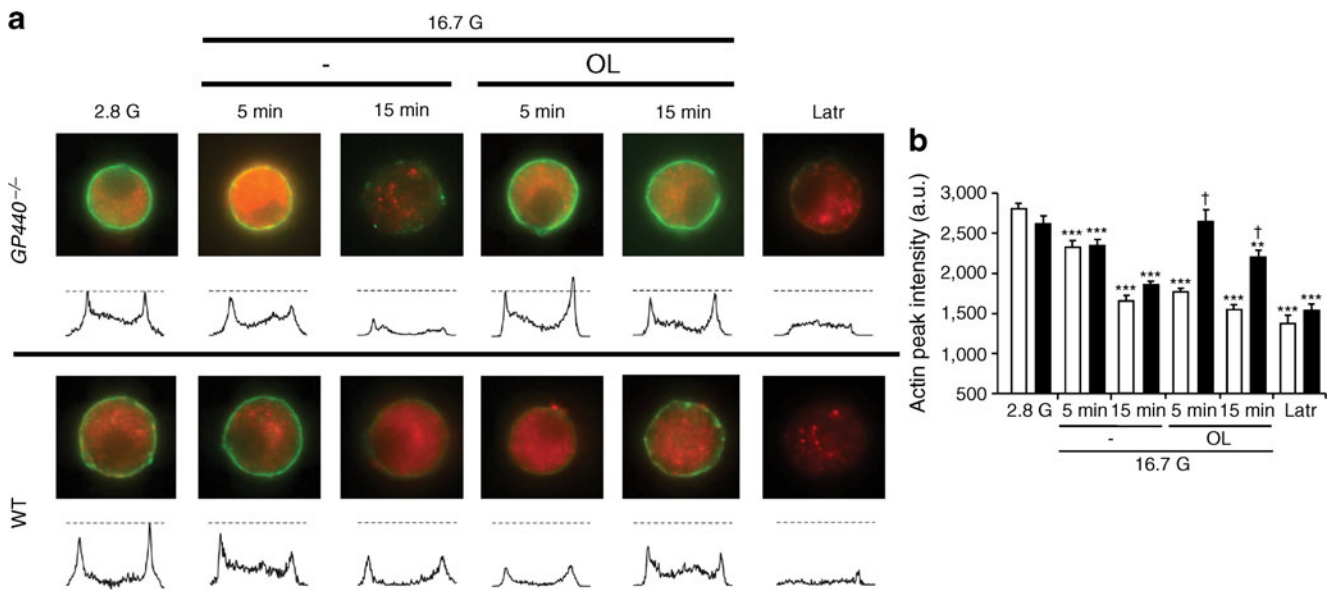 a
16.7 G
-
OL
2.8 G
5 min
15 min
5 min
15 min
Latr
GP440−/−
WT
b
Actin peak intensity (a.u.)
3,000
2,500
2,000
1,500
1,000
500
*** ***
***
***
***
†
***
†
**
*** ***
2.8 G
5 min
15 min
5 min
15 min
Latr
-
OL
16.7 G